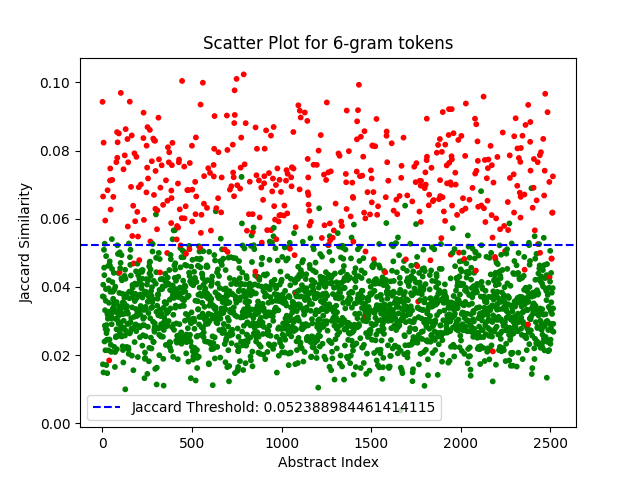 Scatter Plot for 6-gram tokens
0.10
0.08
0.06
0.04
0.02
0.00
Jaccard Similarity
Jaccard Threshold: 0.052388984461414115
0 500 1000 1500 2000 2500
Abstract Index